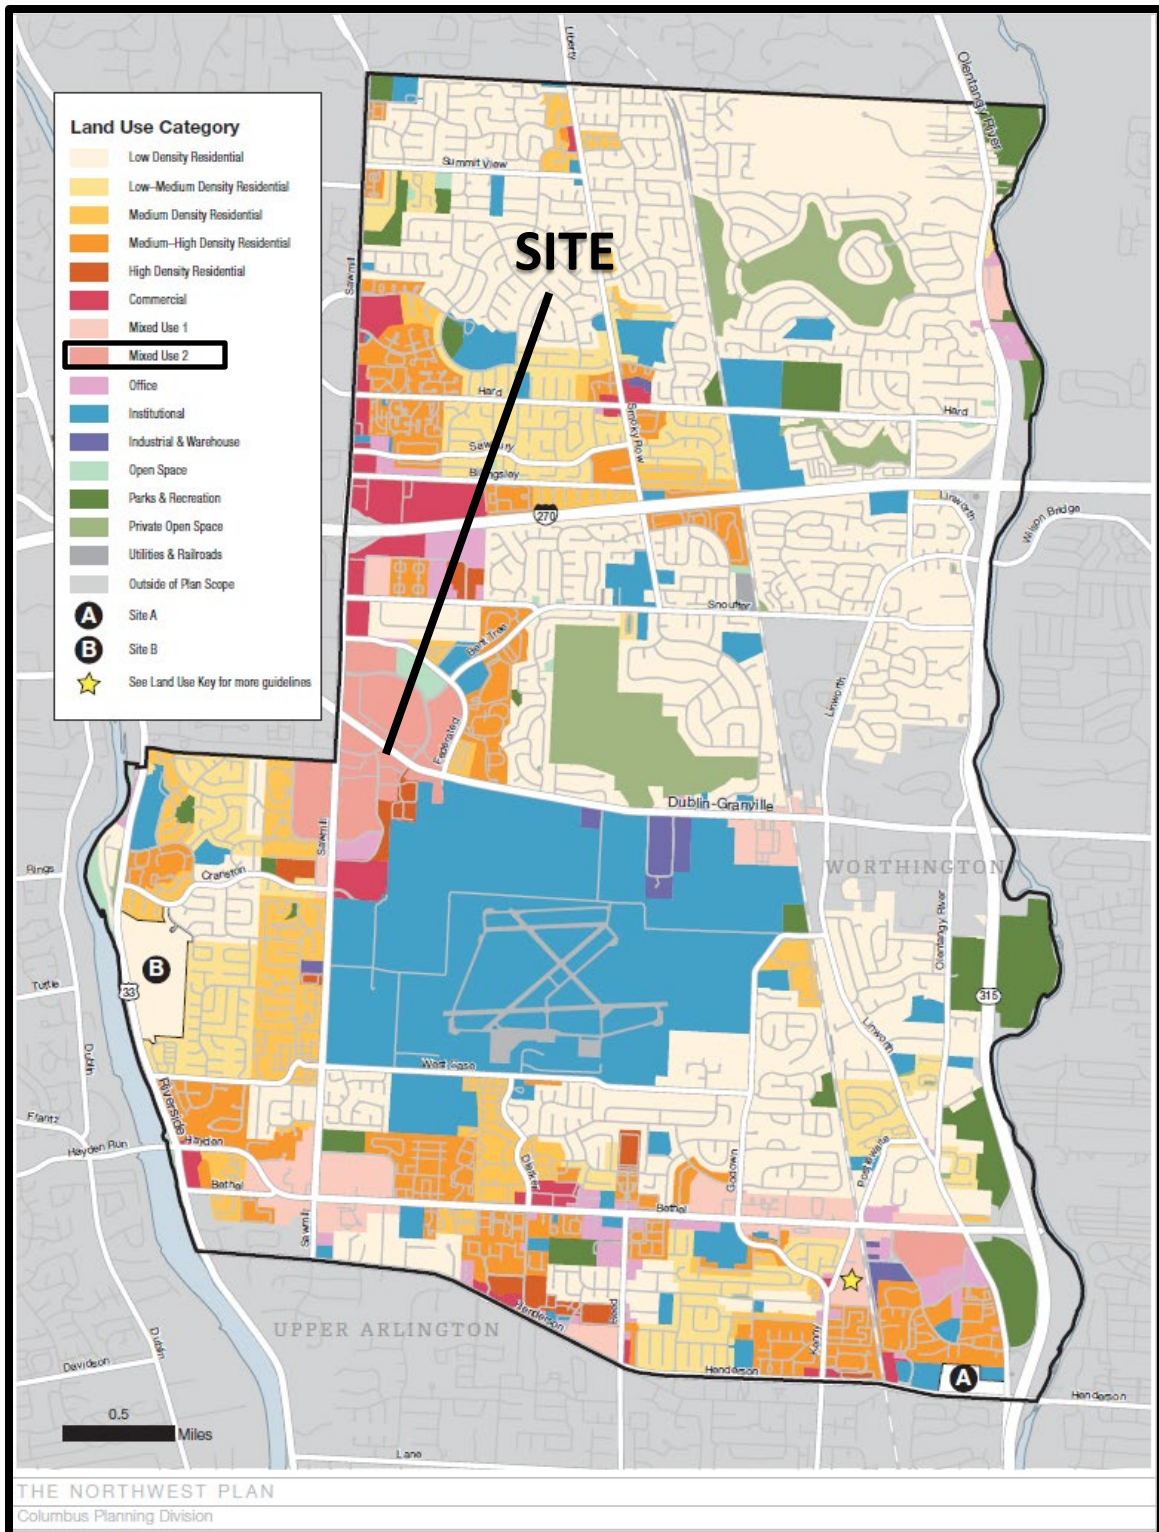 Liberty
Olentangy River
Land Use Category
Low Density Residential
Low–Medium Density Residential
Medium Density Residential
Medium–High Density Residential
High Density Residential
Commercial
Mixed Use 1
Mixed Use 2
Office
Institutional
Industrial & Warehouse
Open Space
Parks & Recreation
Private Open Space
Utilities & Railroads
Outside of Plan Scope
A Site A
B Site B
See Land Use Key for more guidelines
Summit View
SITE
Sawmill
Hard
Hard
Smoky Row
Sawbury
Billingsley
270
Linworth
Wilson Bridge
Snouffer
Bent Tree
Linworth
Federated
Dublin-Granville
Sawmill
Rings
Cranston
WORTHINGTON
Olentangy River
B
Tuttle
33
315
Linworth
Dublin
West Case
Riverside
Frantz
Hayden Run
Hayden
Dierker
Godown
Postlewaite
Bethel
Bethel
Sawmill
UPPER ARLINGTON
Henderson
Reed
Kenny
Dublin
Davidson
Henderson
A
Henderson
0.5
Miles
Lane
THE NORTHWEST PLAN
Columbus Planning Division